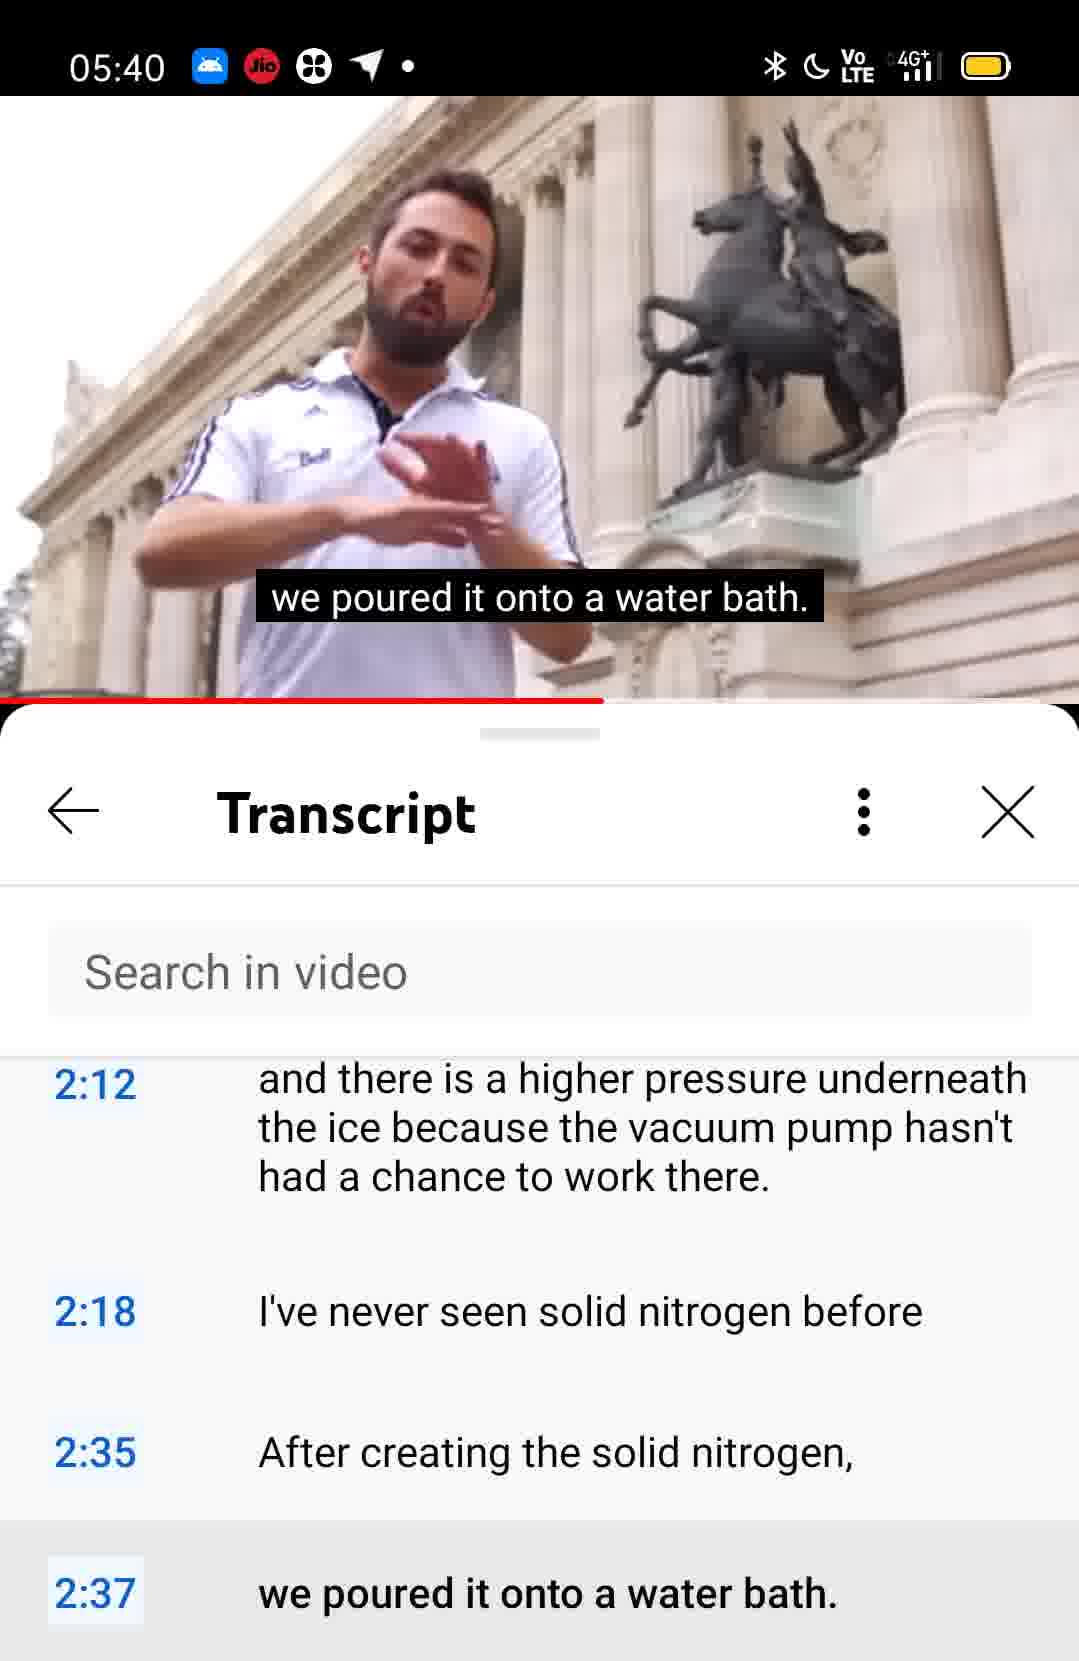 05:40
Jio
Vo
LTE
4G+
we poured it onto a water bath.
Transcript
Search in video
2:12
and there is a higher pressure underneath
the ice because the vacuum pump hasn't
had a chance to work there.
2:18
I've never seen solid nitrogen before
2:35
After creating the solid nitrogen,
2:37
we poured it onto a water bath.